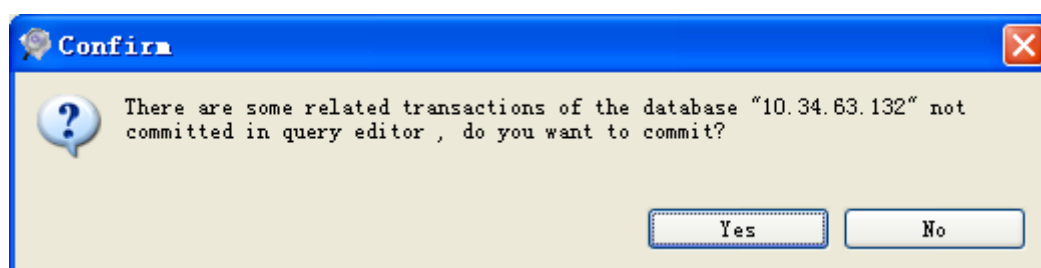 Confirm
There are some related transactions of the database "10.34.63.132" not
committed in query editor , do you want to commit?
Yes
No